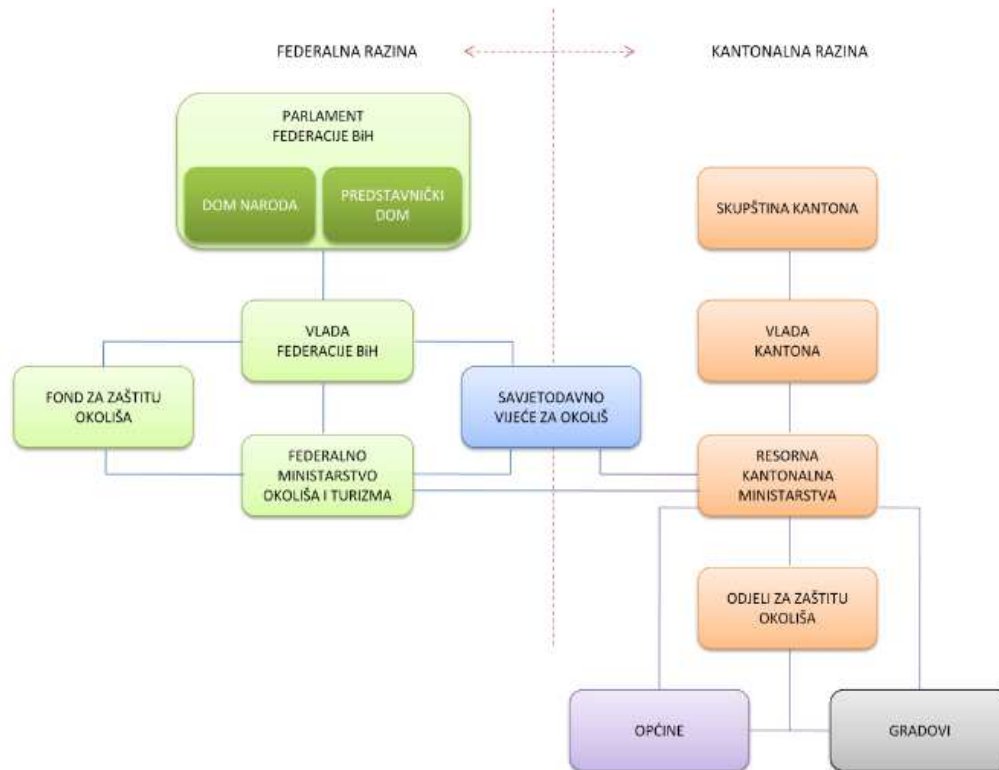 FEDERALNA RAZINA
KANTONALNA RAZINA
PARLAMENT
FEDERACIJE BiH
DOM NARODA
PREDSTAVNIČKI
DOM
SKUPŠTINA KANTONA
VLADA
FEDERACIJE BiH
VLADA
KANTONA
FOND ZA ZAŠTITU
OKOLIŠA
SAVJETODAVNO
VIJEĆE ZA OKOLIŠ
FEDERALNO
MINISTARSTVO
OKOLIŠA I TURIZMA
RESORNA
KANTONALNA
MINISTARSTVA
ODJELI ZA ZAŠTITU
OKOLIŠA
OPĆINE
GRADOVI